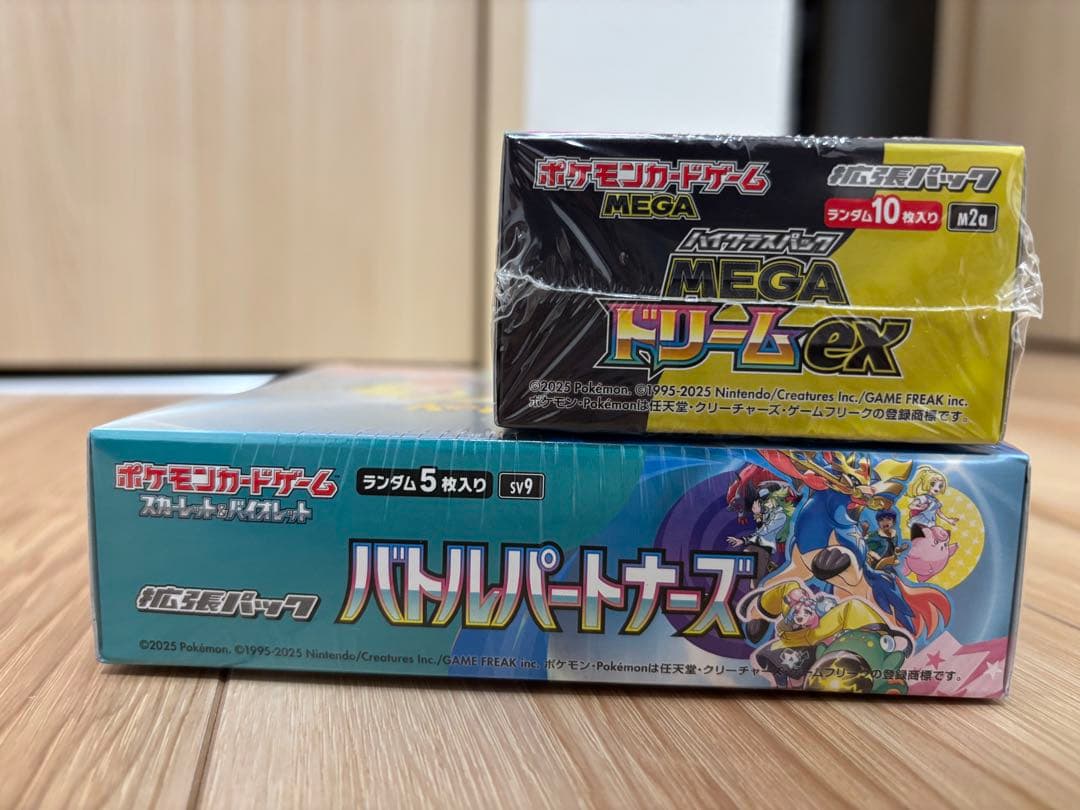 ポケモンカードゲーム
MEGA
拡張パック
ランダム10枚入り
M2a
ハイクラスパック
MEGA
ドリームex
©2025 Pokémon. ©1995-2025 Nintendo/Creatures Inc./GAME FREAK inc.
ポケモン・Pokémonは任天堂・クリーチャーズ・ゲームフリークの登録商標です。
ポケモンカードゲーム
スカーレット&バイオレット
ランダム5枚入り
SV9
拡張パック
バトルパートナーズ
©2025 Pokémon. ©1995-2025 Nintendo/Creatures Inc./GAME FREAK inc. ポケモン・Pokémonは任天堂・クリーチャーズ・ゲームフリークの登録商標です。